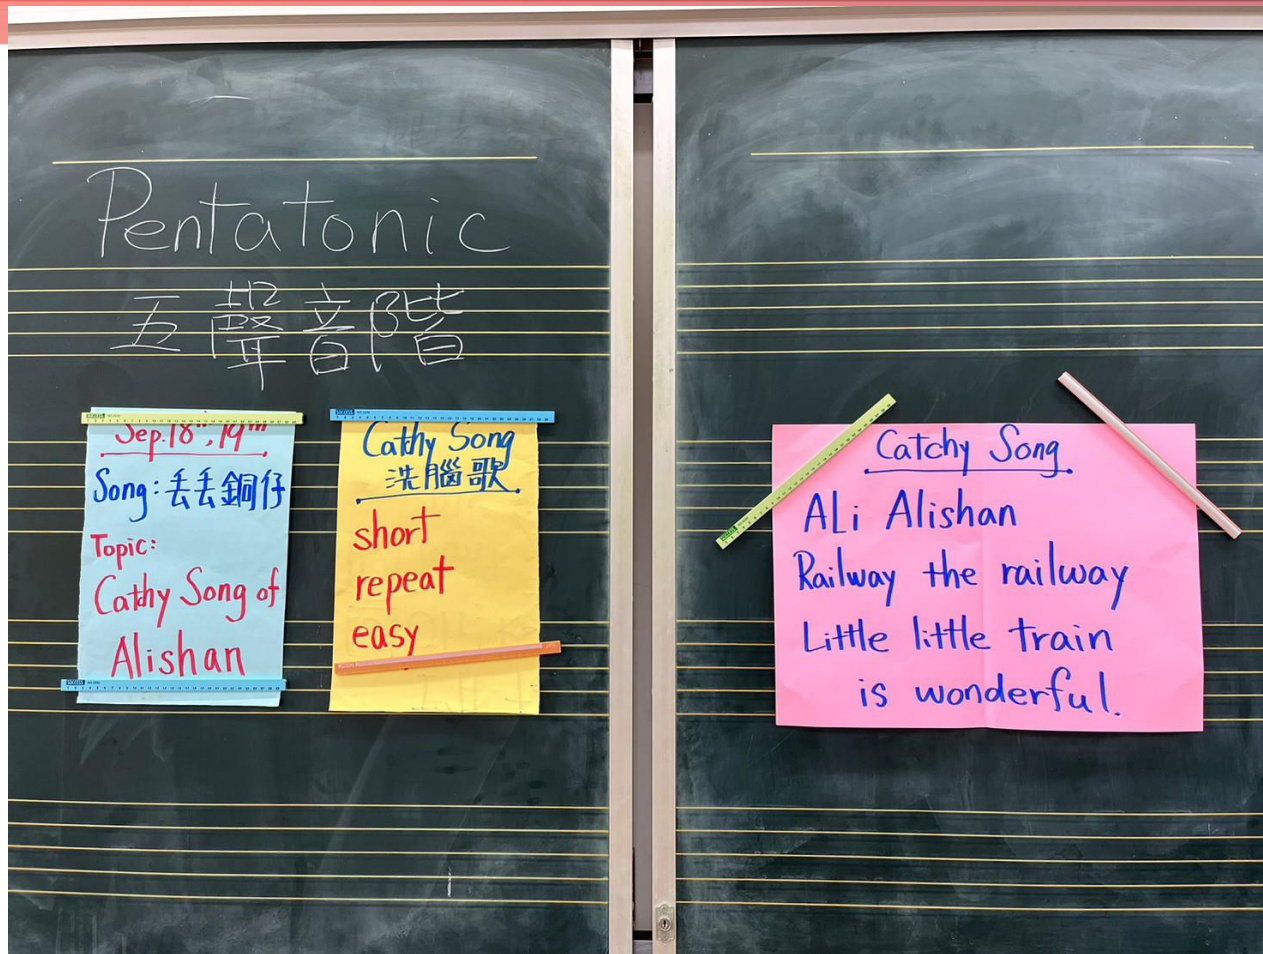 Pentatonic
五聲音階
Sep. 18th, 19th
Song: 丟丟銅仔
Topic:
Cathy Song of
Alishan
Cathy Song
洗腦歌
short
repeat
easy
Catchy Song
ALi Alishan
Railway the railway
Little little train
is wonderful.